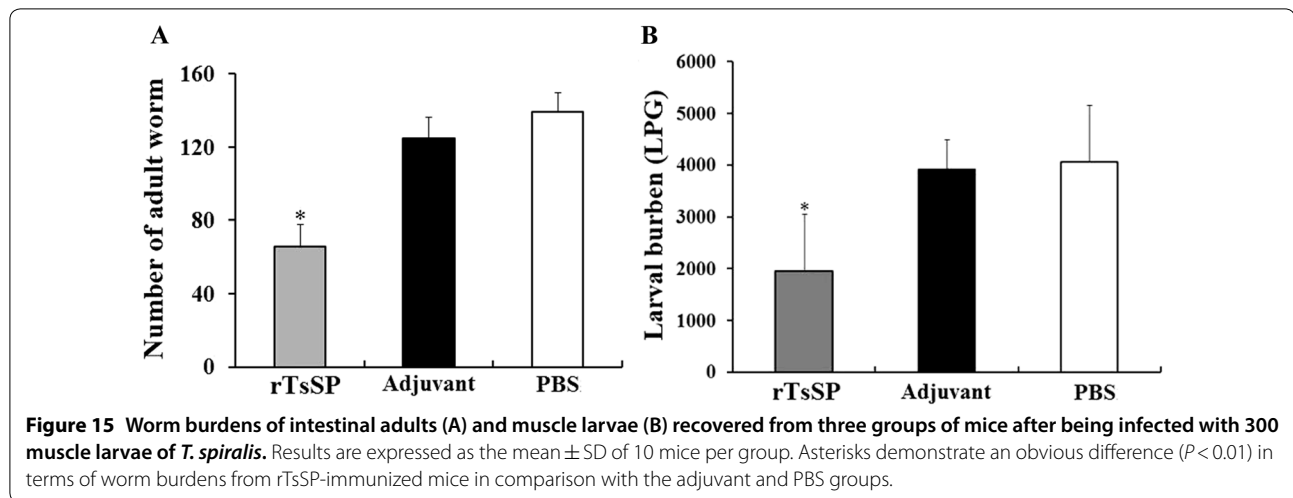 A
Number of adult worm
160
120
80
40
0
*
rTsSP
Adjuvant
PBS
B
Larval burben (LPG)
6000
5000
4000
3000
2000
1000
0
*
rTsSP
Adjuvant
PBS
Figure 15 Worm burdens of intestinal adults (A) and muscle larvae (B) recovered from three groups of mice after being infected with 300
muscle larvae of T. spiralis. Results are expressed as the mean ± SD of 10 mice per group. Asterisks demonstrate an obvious difference (P < 0.01) in
terms of worm burdens from rTsSP-immunized mice in comparison with the adjuvant and PBS groups.